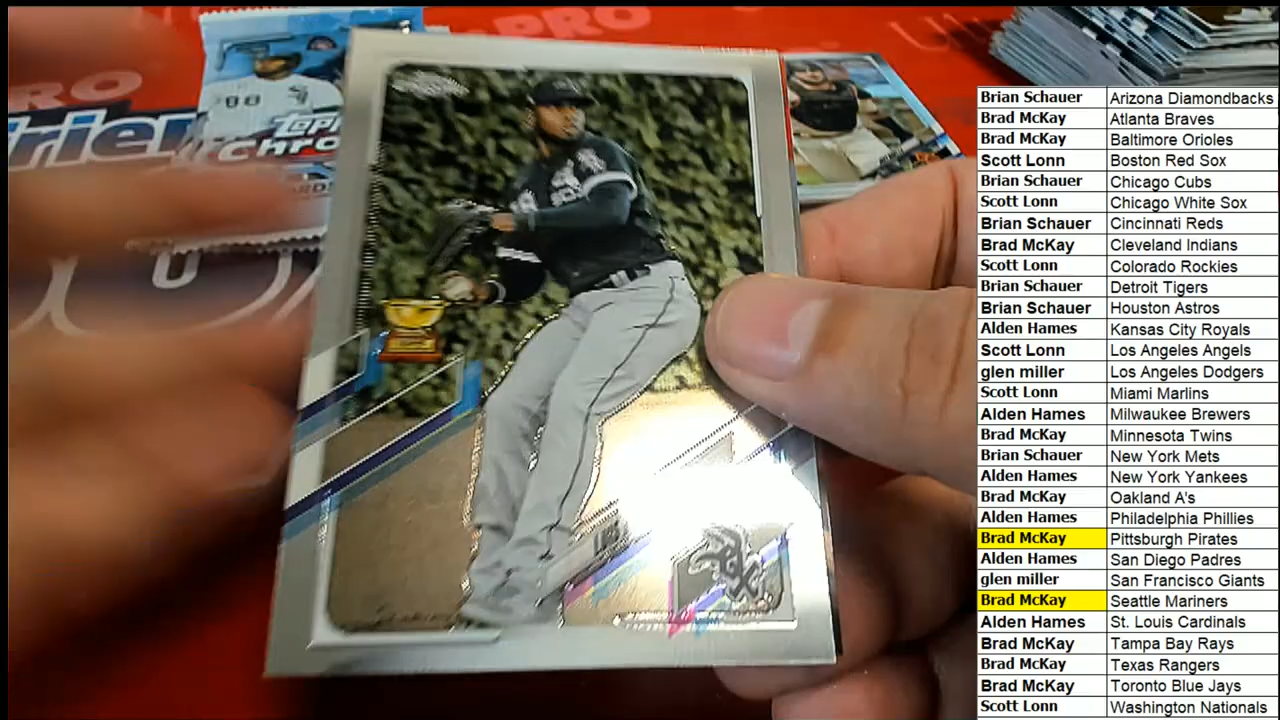 PRO
PRO
U
Trien
Topps
Chro
SOX
U
Brian Schauer Arizona Diamondbacks
Brad McKay Atlanta Braves
Brad McKay Baltimore Orioles
Scott Lonn Boston Red Sox
Brian Schauer Chicago Cubs
Scott Lonn Chicago White Sox
Brian Schauer Cincinnati Reds
Brad McKay Cleveland Indians
Scott Lonn Colorado Rockies
Brian Schauer Detroit Tigers
Brian Schauer Houston Astros
Alden Hames Kansas City Royals
Scott Lonn Los Angeles Angels
glen miller Los Angeles Dodgers
Scott Lonn Miami Marlins
Alden Hames Milwaukee Brewers
Brad McKay Minnesota Twins
Brian Schauer New York Mets
Alden Hames New York Yankees
Brad McKay Oakland A's
Alden Hames Philadelphia Phillies
Brad McKay Pittsburgh Pirates
Alden Hames San Diego Padres
glen miller San Francisco Giants
Brad McKay Seattle Mariners
Alden Hames St. Louis Cardinals
Brad McKay Tampa Bay Rays
Brad McKay Texas Rangers
Brad McKay Toronto Blue Jays
Scott Lonn Washington Nationals